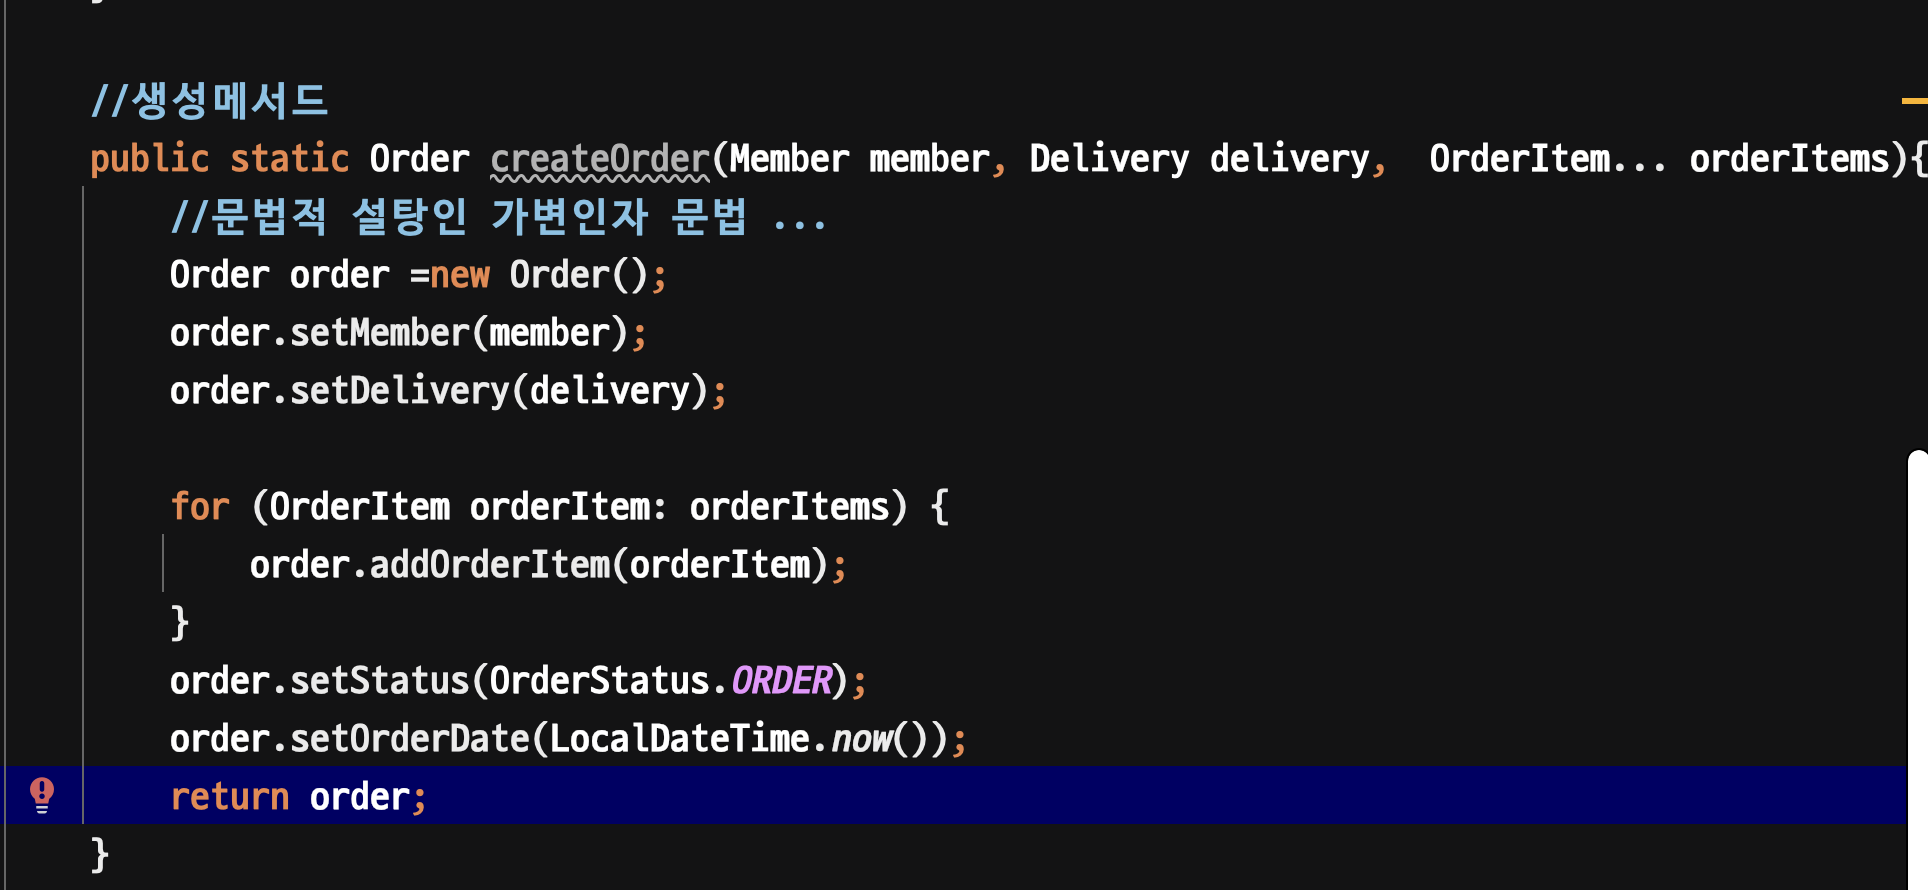 }
//생성메서드
public static Order createOrder(Member member, Delivery delivery,  OrderItem... orderItems){
//문법적 설탕인 가변인자 문법 ...
Order order =new Order();
order.setMember(member);
order.setDelivery(delivery);
for (OrderItem orderItem: orderItems) {
order.addOrderItem(orderItem);
}
order.setStatus(OrderStatus.ORDER);
order.setOrderDate(LocalDateTime.now());
return order;
}